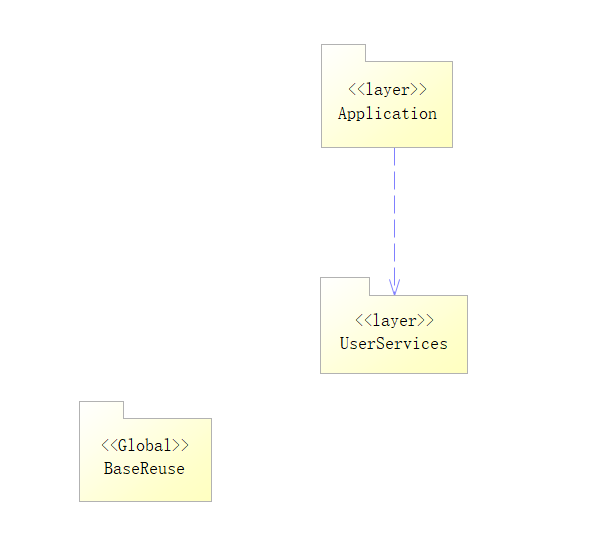 <<layer>>
Application
<<layer>>
UserServices
<<Global>>
BaseReuse